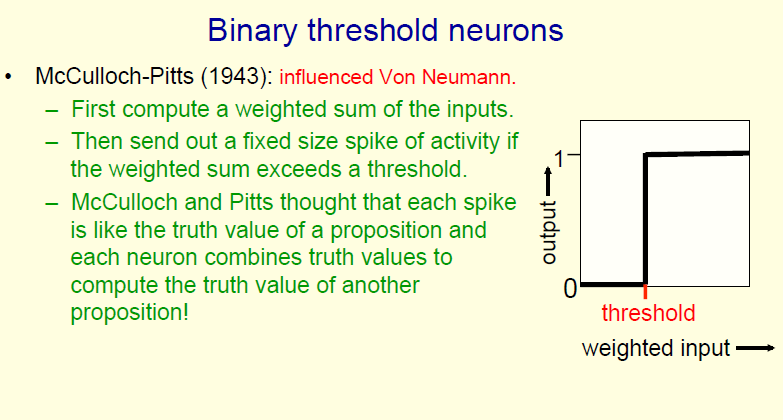 Binary threshold neurons
• McCulloch-Pitts (1943): influenced Von Neumann.
– First compute a weighted sum of the inputs.
– Then send out a fixed size spike of activity if
the weighted sum exceeds a threshold.
– McCulloch and Pitts thought that each spike
is like the truth value of a proposition and
each neuron combines truth values to
compute the truth value of another
proposition!
output
1
0
threshold
weighted input